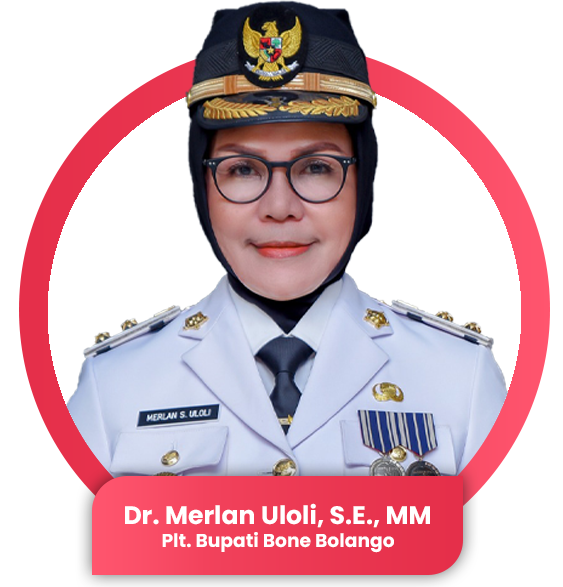 MERLAN S. ULOLI
Dr. Merlan Uloli, S.E., MM
Plt. Bupati Bone Bolango